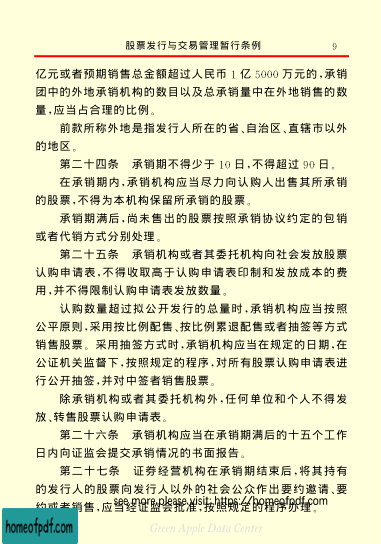 股票发行与交易管理暂行条例 9
亿元或者预期销售总金额超过人民币 1 亿 5000 万元的,承销
团中的外地承销机构的数目以及总承销量中在外地销售的数
量,应当占合理的比例。
前款所称外地是指发行人所在的省、自治区、直辖市以外
的地区。
第二十四条 承销期不得少于 10 日,不得超过 90 日。
在承销期内,承销机构应当尽力向认购人出售其所承销
的股票,不得为本机构保留所承销的股票。
承销期满后,尚未售出的股票按照承销协议约定的包销
或者代销方式分别处理。
第二十五条 承销机构或者其委托机构向社会发放股票
认购申请表,不得收取高于认购申请表印制和发放成本的费
用,并不得限制认购申请表发放数量。
认购数量超过拟公开发行的总量时,承销机构应当按照
公平原则,采用按比例配售、按比例累退配售或者抽签等方式
销售股票。采用抽签方式时,承销机构应当在规定的日期,在
公证机关监督下,按照规定的程序,对所有股票认购申请表进
行公开抽签,并对中签者销售股票。
除承销机构或者其委托机构外,任何单位和个人不得发
放、转售股票认购申请表。
第二十六条 承销机构应当在承销期满后的十五个工作
日内向证监会提交承销情况的书面报告。
第二十七条 证券经营机构在承销期结束后,将其持有
的发行人的股票向发行人以外的社会公众作出要约邀请、要
约或者销售,应当经证监会批准,按照规定的程序办理。
see more please visit: https://homeofpdf.com
homeofpdf.com
Green Apple Data Center